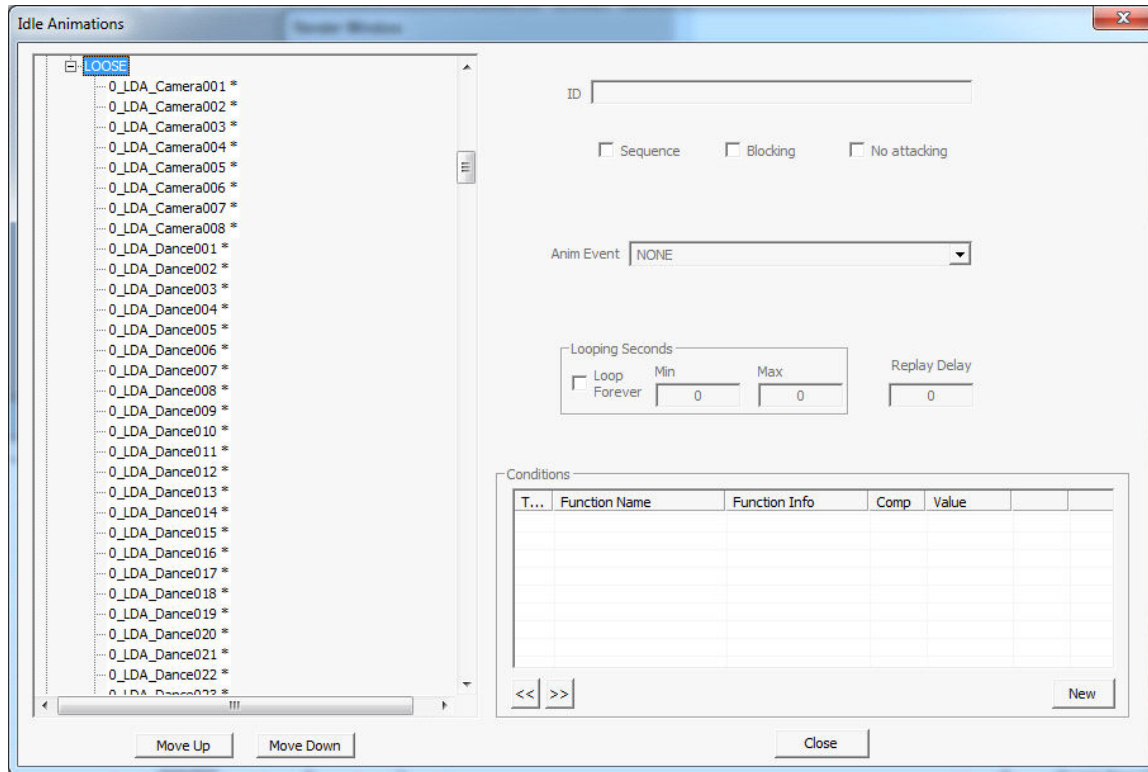 Idle Animations
Render Window
LOOSE
0_LDA_Camera001 *
0_LDA_Camera002 *
0_LDA_Camera003 *
0_LDA_Camera004 *
0_LDA_Camera005 *
0_LDA_Camera006 *
0_LDA_Camera007 *
0_LDA_Camera008 *
0_LDA_Dance001 *
0_LDA_Dance002 *
0_LDA_Dance003 *
0_LDA_Dance004 *
0_LDA_Dance005 *
0_LDA_Dance006 *
0_LDA_Dance007 *
0_LDA_Dance008 *
0_LDA_Dance009 *
0_LDA_Dance010 *
0_LDA_Dance011 *
0_LDA_Dance012 *
0_LDA_Dance013 *
0_LDA_Dance014 *
0_LDA_Dance015 *
0_LDA_Dance016 *
0_LDA_Dance017 *
0_LDA_Dance018 *
0_LDA_Dance019 *
0_LDA_Dance020 *
0_LDA_Dance021 *
0_LDA_Dance022 *
0_LDA_Dance023 *
Move Up Move Down
ID
Sequence Blocking No attacking
Anim Event NONE
Looping Seconds
Loop Forever
Min Max Replay Delay
0 0 0
Conditions
T... Function Name Function Info Comp Value
<< >> New
Close